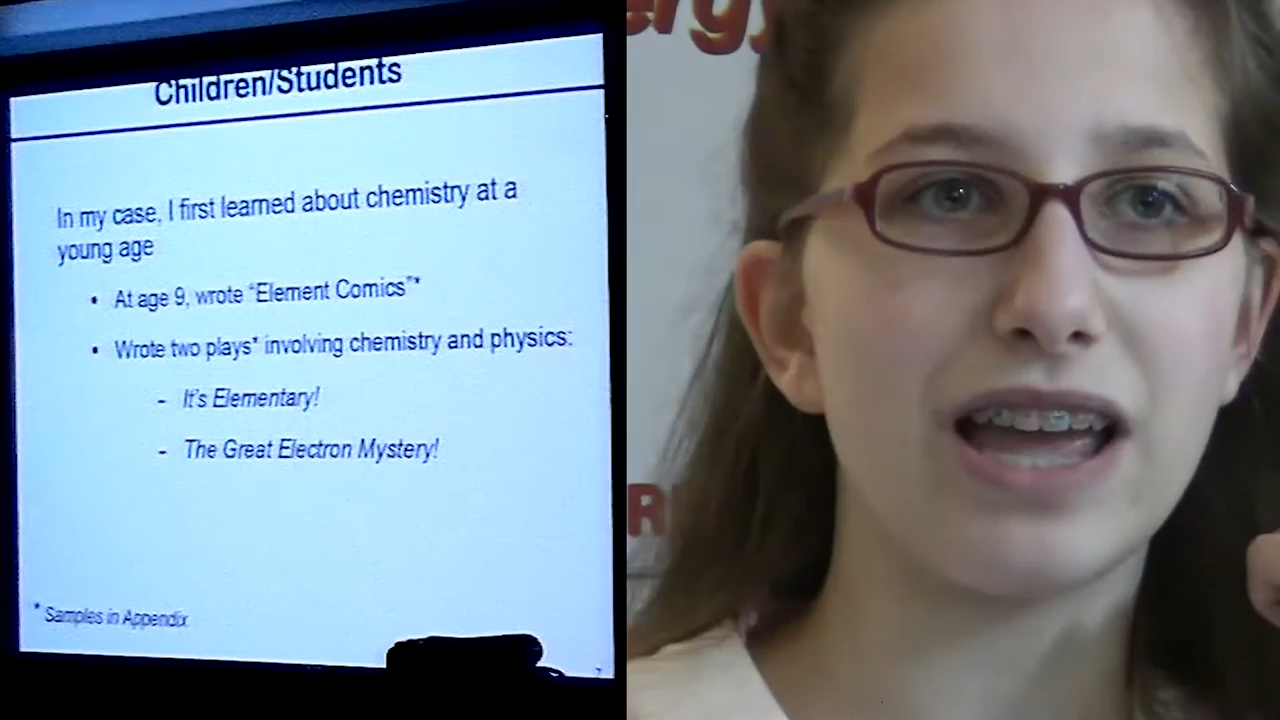 Children/Students
In my case, I first learned about chemistry at a
young age
• At age 9, wrote “Element Comics”*
• Wrote two plays* involving chemistry and physics:
- It's Elementary!
- The Great Electron Mystery!
* Samples in Appendix
7